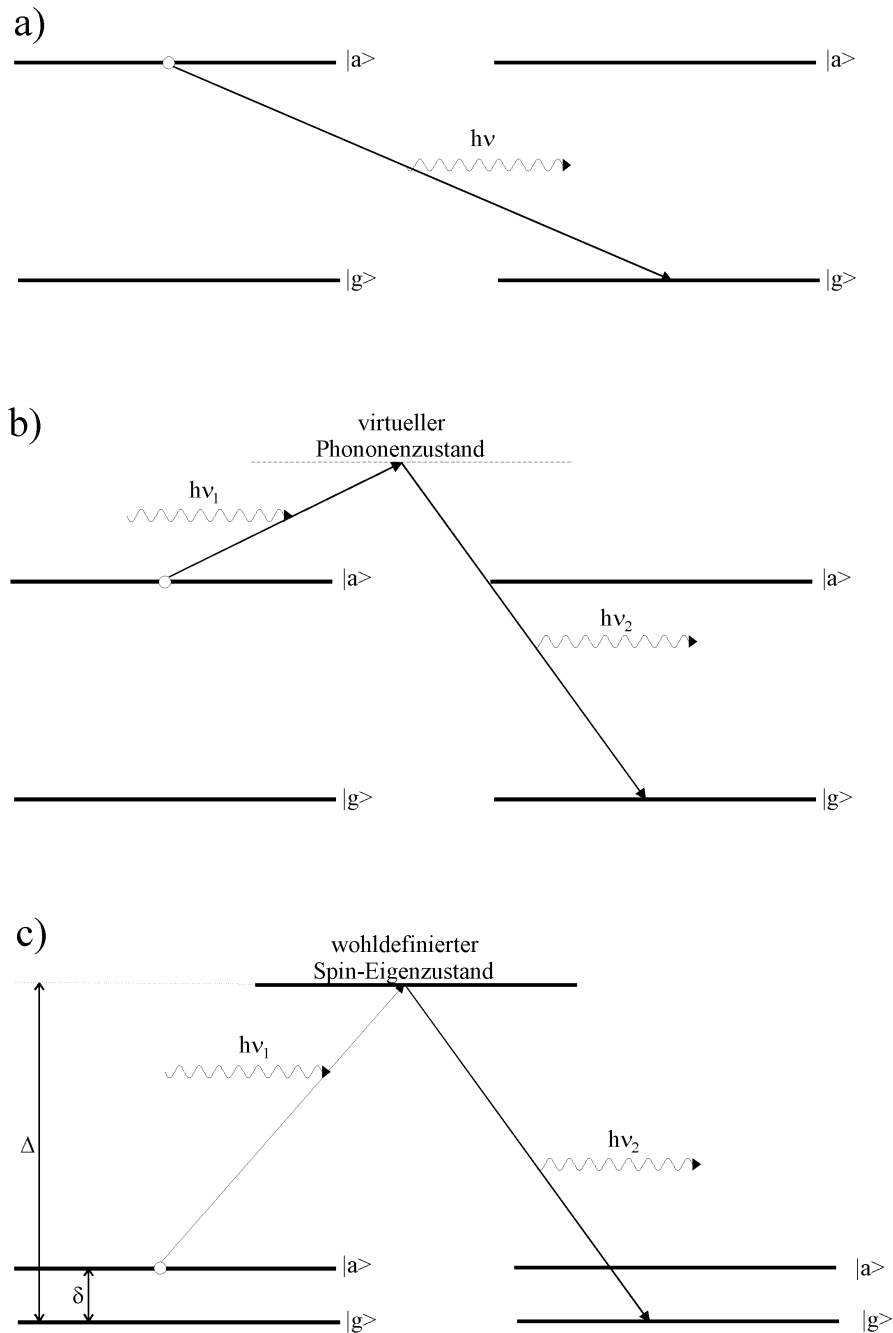 a)
|a>
|a>
hν
|g>
|g>
b)
virtueller
Phononenzustand
hν₁
|a>
|a>
hν₂
|g>
|g>
c)
wohldefinierter
Spin-Eigenzustand
hν₁
Δ
hν₂
|a>
|a>
δ
|g>
|g>